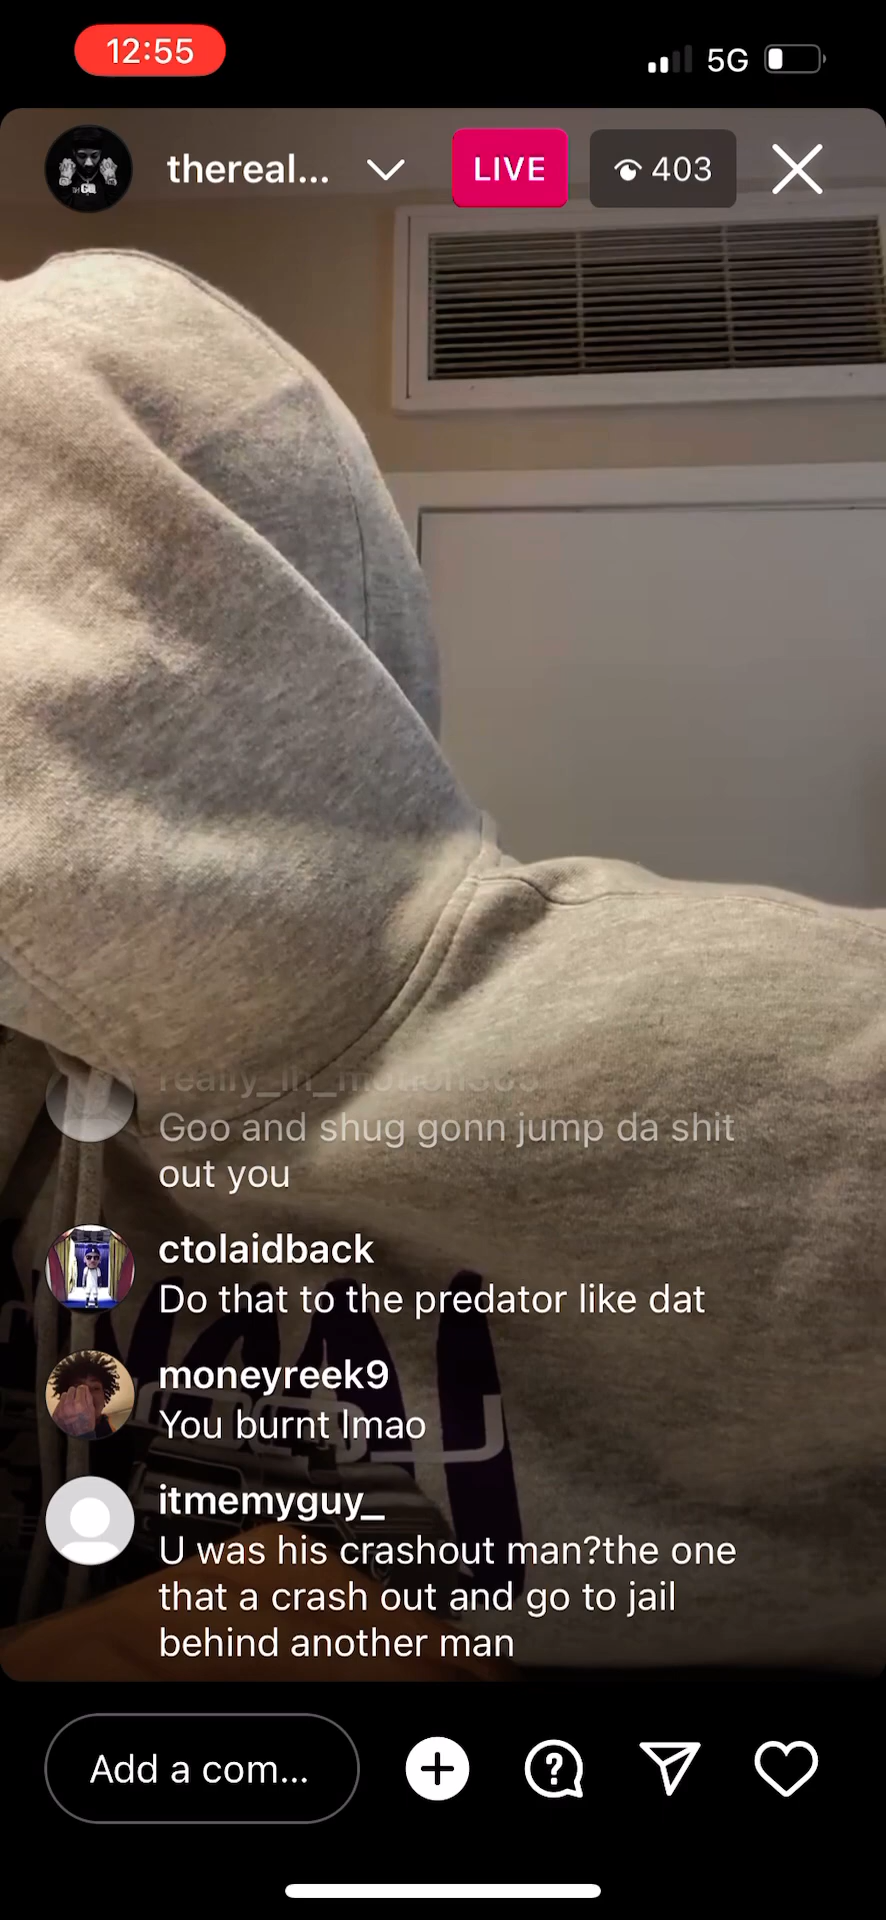 12:55
5G
thereal...
LIVE
403
really_in_motion
Goo and shug gonn jump da shit
out you
ctolaidback
Do that to the predator like dat
moneyreek9
You burnt lmao
itmemyguy_
U was his crashout man?the one
that a crash out and go to jail
behind another man
Add a com...